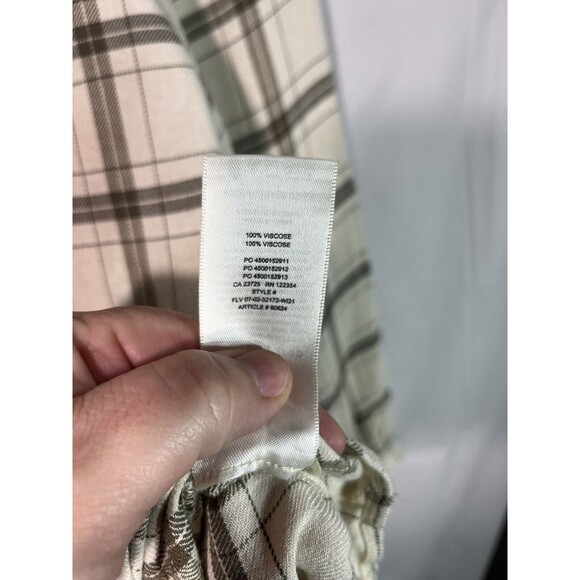 100% VISCOSE
100% VISCOSE
PO 4500152911
PO 4500152912
PO 4500152913
CA 23725 RN 122354
STYLE #
FLV 07-02-32172-WI21
ARTICLE # 90624